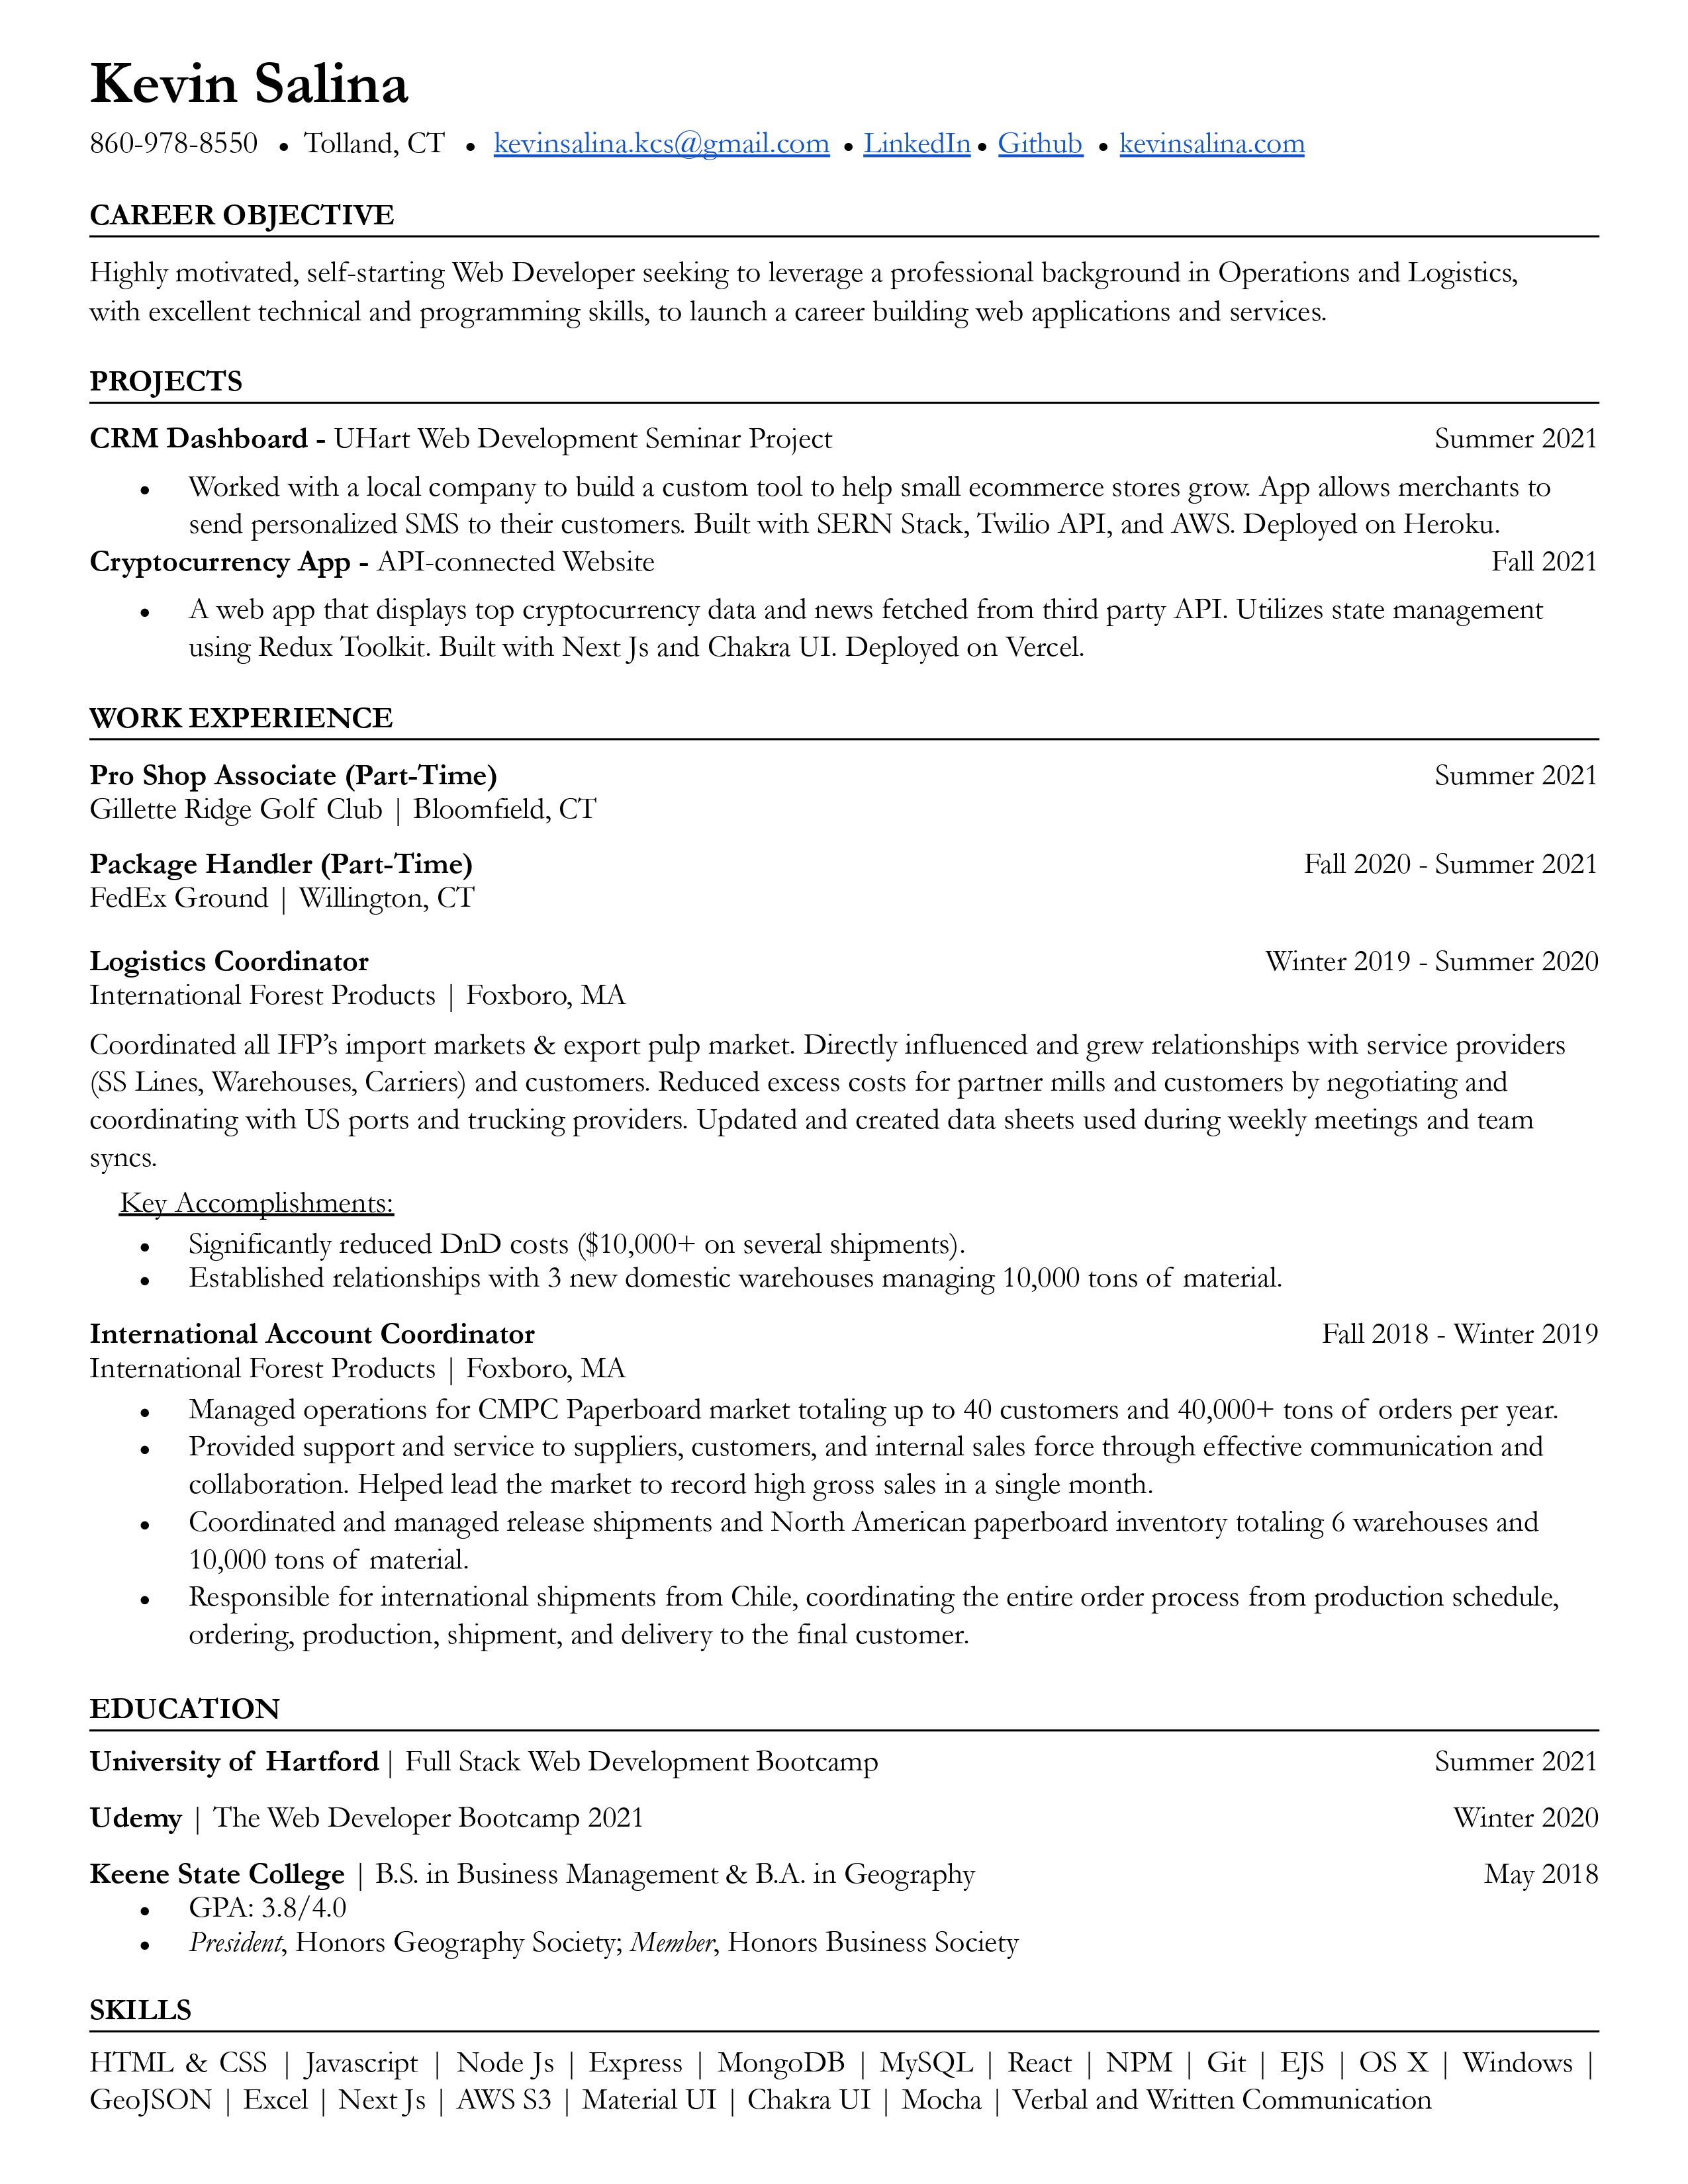 Kevin Salina
860-978-8550 • Tolland, CT • kevinsalina.kcs@gmail.com • LinkedIn • Github • kevinsalina.com
CAREER OBJECTIVE
Highly motivated, self-starting Web Developer seeking to leverage a professional background in Operations and Logistics,
with excellent technical and programming skills, to launch a career building web applications and services.
PROJECTS
CRM Dashboard - UHart Web Development Seminar Project Summer 2021
• Worked with a local company to build a custom tool to help small ecommerce stores grow. App allows merchants to
send personalized SMS to their customers. Built with SERN Stack, Twilio API, and AWS. Deployed on Heroku.
Cryptocurrency App - API-connected Website Fall 2021
• A web app that displays top cryptocurrency data and news fetched from third party API. Utilizes state management
using Redux Toolkit. Built with Next Js and Chakra UI. Deployed on Vercel.
WORK EXPERIENCE
Pro Shop Associate (Part-Time) Summer 2021
Gillette Ridge Golf Club | Bloomfield, CT
Package Handler (Part-Time) Fall 2020 - Summer 2021
FedEx Ground | Willington, CT
Logistics Coordinator Winter 2019 - Summer 2020
International Forest Products | Foxboro, MA
Coordinated all IFP’s import markets & export pulp market. Directly influenced and grew relationships with service providers
(SS Lines, Warehouses, Carriers) and customers. Reduced excess costs for partner mills and customers by negotiating and
coordinating with US ports and trucking providers. Updated and created data sheets used during weekly meetings and team
syncs.
Key Accomplishments:
• Significantly reduced DnD costs ($10,000+ on several shipments).
• Established relationships with 3 new domestic warehouses managing 10,000 tons of material.
International Account Coordinator Fall 2018 - Winter 2019
International Forest Products | Foxboro, MA
• Managed operations for CMPC Paperboard market totaling up to 40 customers and 40,000+ tons of orders per year.
• Provided support and service to suppliers, customers, and internal sales force through effective communication and
collaboration. Helped lead the market to record high gross sales in a single month.
• Coordinated and managed release shipments and North American paperboard inventory totaling 6 warehouses and
10,000 tons of material.
• Responsible for international shipments from Chile, coordinating the entire order process from production schedule,
ordering, production, shipment, and delivery to the final customer.
EDUCATION
University of Hartford | Full Stack Web Development Bootcamp Summer 2021
Udemy | The Web Developer Bootcamp 2021 Winter 2020
Keene State College | B.S. in Business Management & B.A. in Geography May 2018
• GPA: 3.8/4.0
• President, Honors Geography Society; Member, Honors Business Society
SKILLS
HTML & CSS | Javascript | Node Js | Express | MongoDB | MySQL | React | NPM | Git | EJS | OS X | Windows |
GeoJSON | Excel | Next Js | AWS S3 | Material UI | Chakra UI | Mocha | Verbal and Written Communication